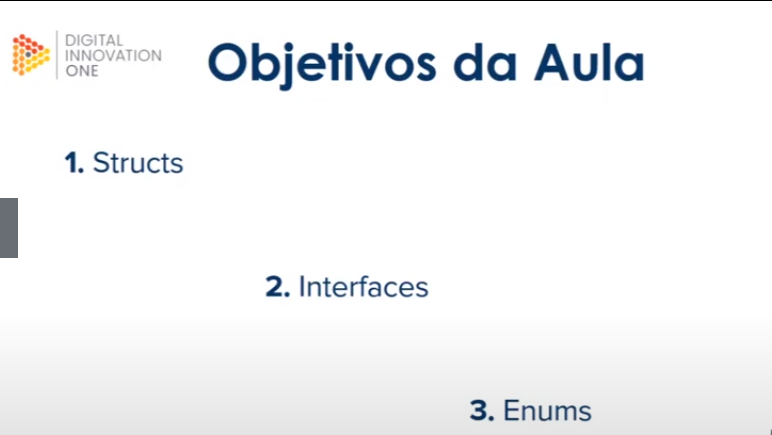 DIGITAL
INNOVATION
ONE
Objetivos da Aula
1. Structs
2. Interfaces
3. Enums